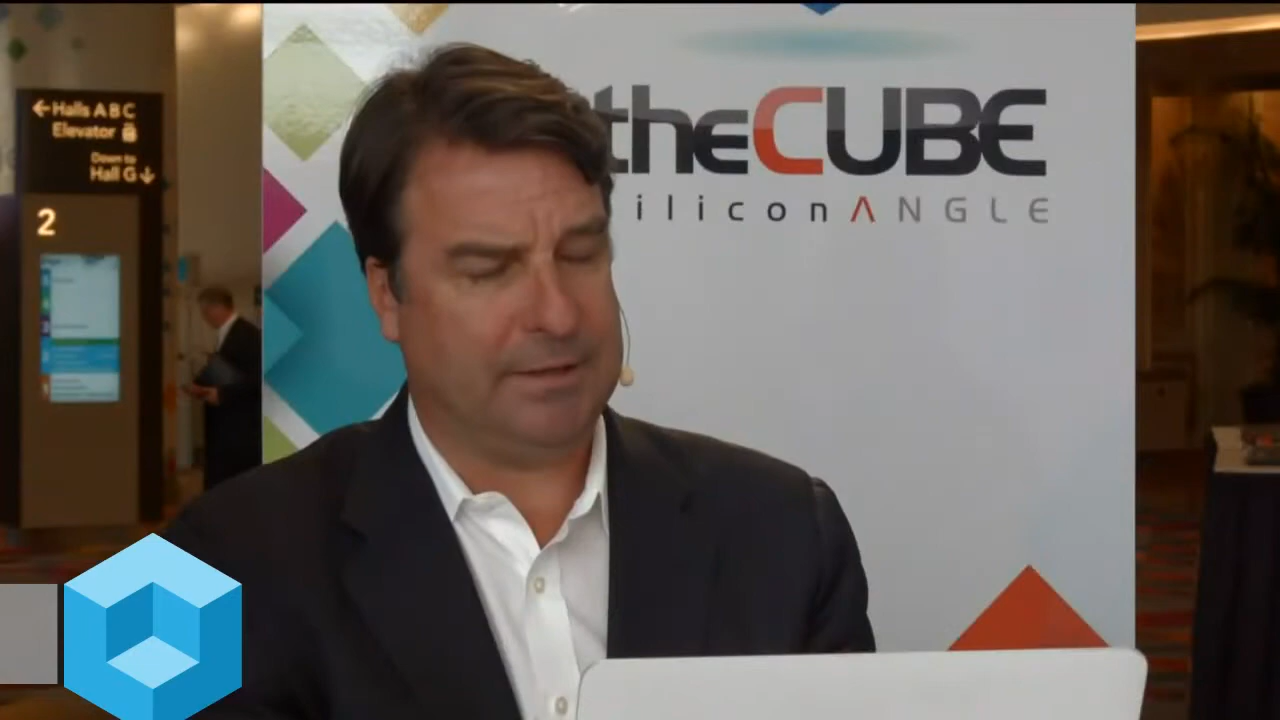 ←Halls A B C
Elevator
Down to
Hall G↓
2
theCUBE
iliconANGLE